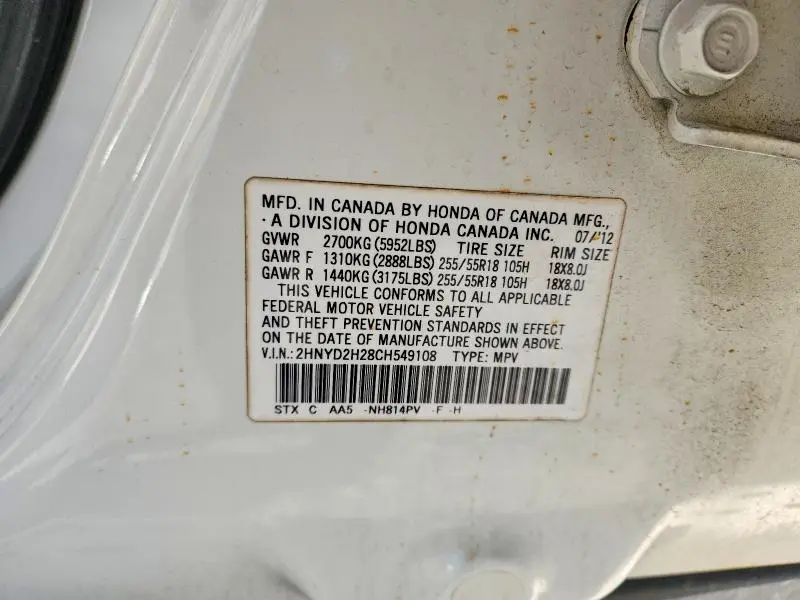 MFD. IN CANADA BY HONDA OF CANADA MFG.,
· A DIVISION OF HONDA CANADA INC. 07/'12
GVWR 2700KG (5952LBS) TIRE SIZE RIM SIZE
GAWR F 1310KG (2888LBS) 255/55R18 105H 18X8.0J
GAWR R 1440KG (3175LBS) 255/55R18 105H 18X8.0J
THIS VEHICLE CONFORMS TO ALL APPLICABLE
FEDERAL MOTOR VEHICLE SAFETY
AND THEFT PREVENTION STANDARDS IN EFFECT
ON THE DATE OF MANUFACTURE SHOWN ABOVE.
V.I.N.: 2HNYD2H28CH549108 TYPE: MPV
STX C AA5 -NH814PV -F -H